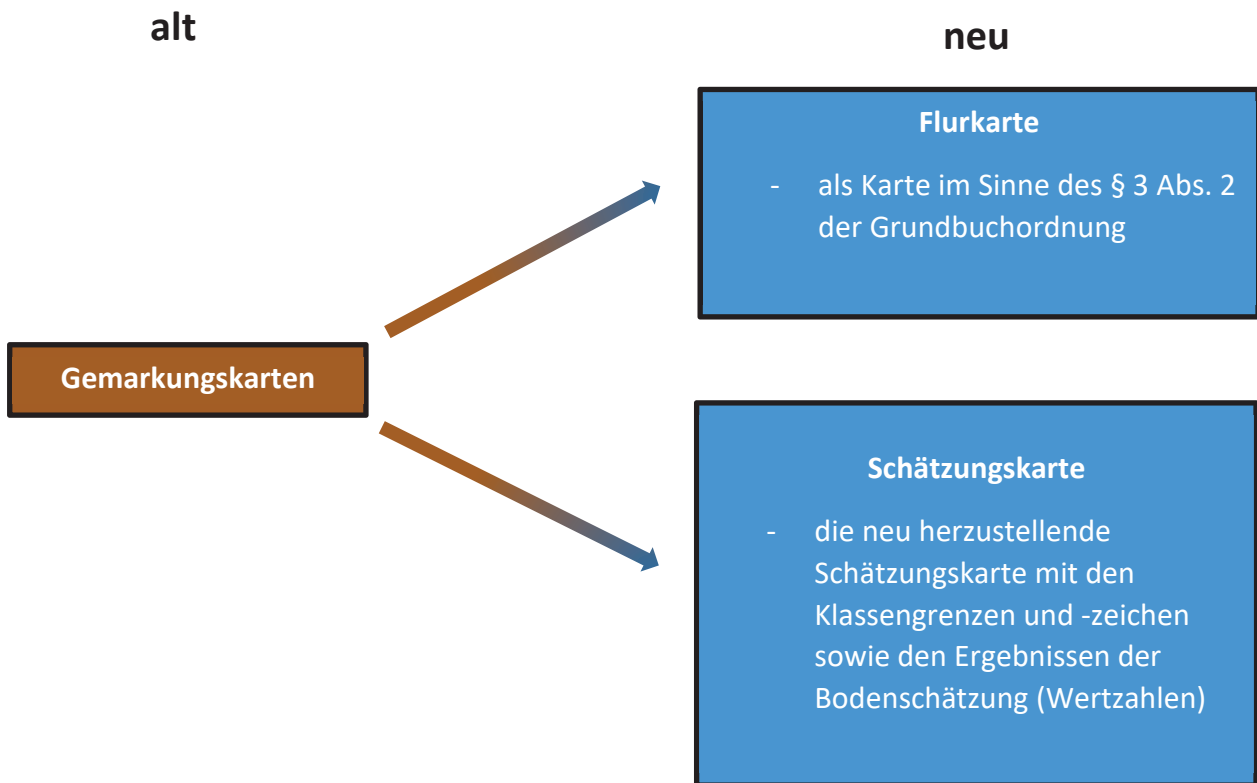 alt
neu
Gemarkungskarten
Flurkarte
- als Karte im Sinne des § 3 Abs. 2
der Grundbuchordnung
Schätzungskarte
- die neu herzustellende
Schätzungskarte mit den
Klassengrenzen und -zeichen
sowie den Ergebnissen der
Bodenschätzung (Wertzahlen)